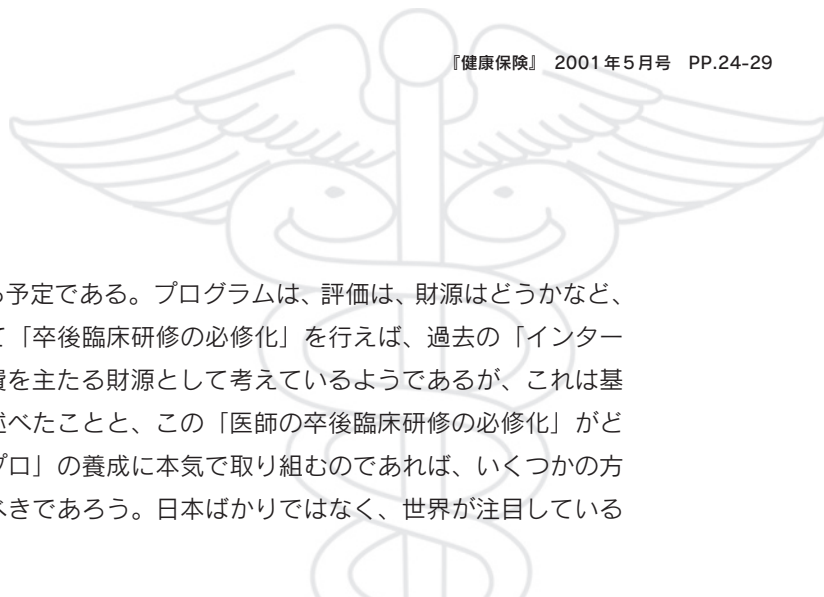 『健康保険』 2001年5月号 PP.24-29
予定である。プログラムは、評価は、財源はどうかなど、
「卒後臨床研修の必修化」を行えば、過去の「インター
を主たる財源として考えているようであるが、これは基
べたことと、この「医師の卒後臨床研修の必修化」がど
プロ」の養成に本気で取り組むのであれば、いくつかの方
べきであろう。日本ばかりではなく、世界が注目している